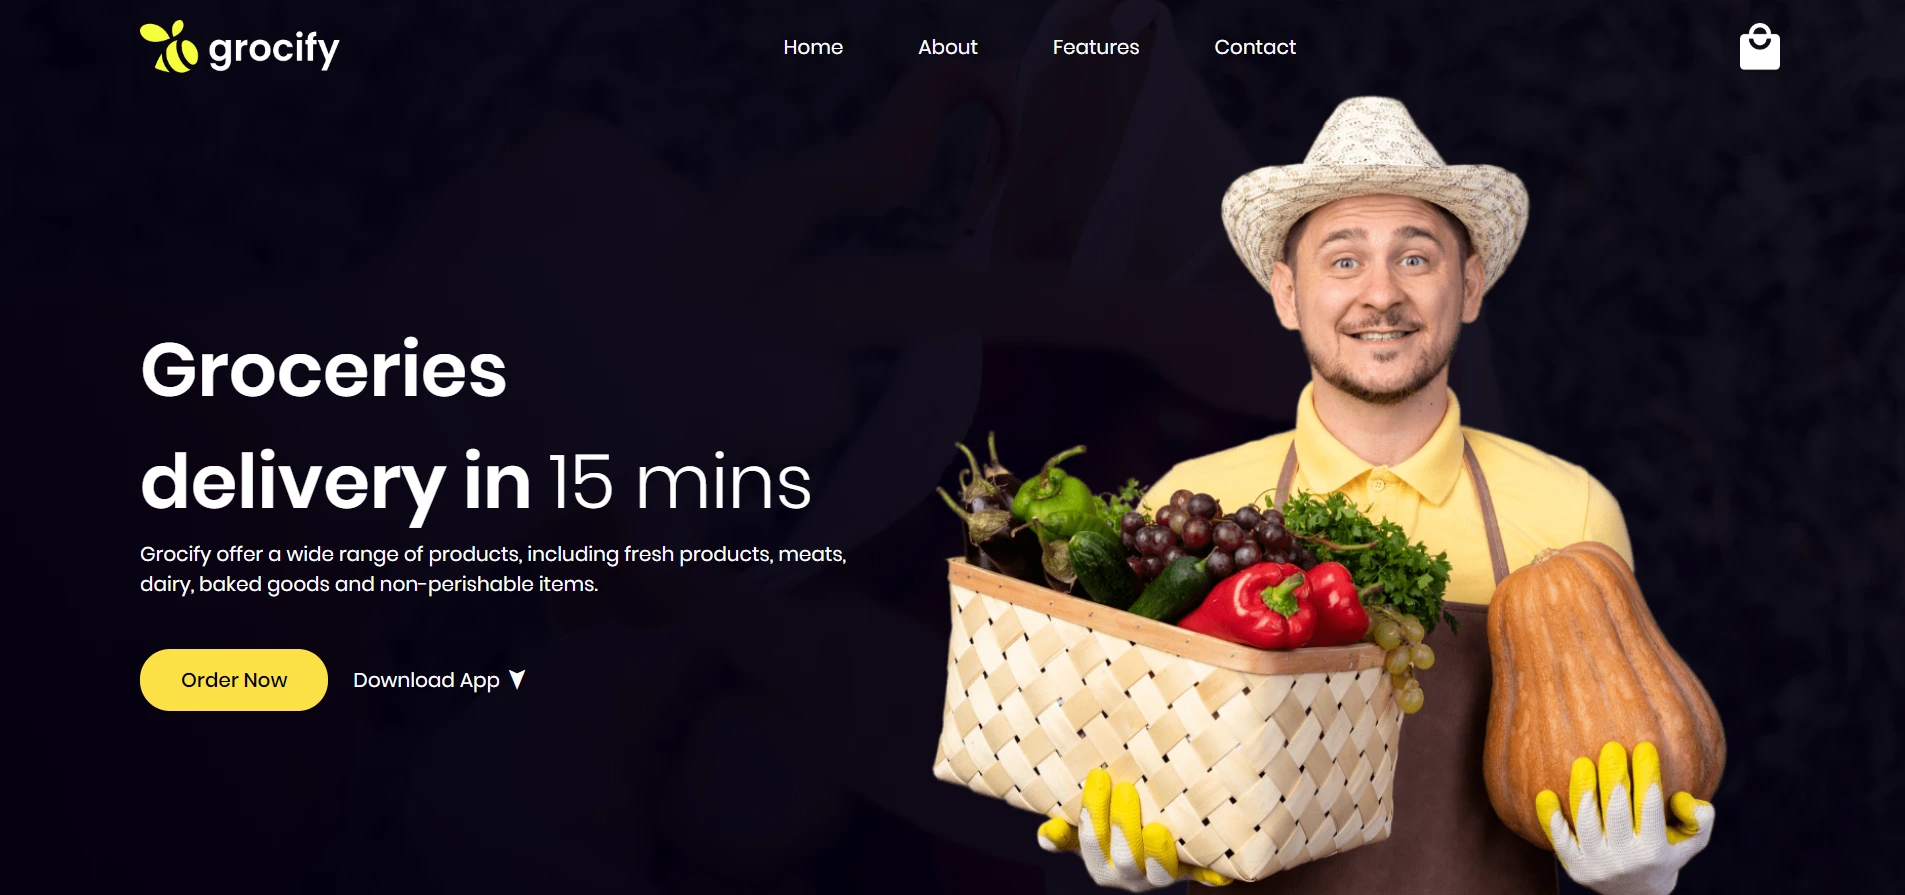 grocify
Home
About
Features
Contact
Groceries
delivery in 15 mins
Grocify offer a wide range of products, including fresh products, meats,
dairy, baked goods and non-perishable items.
Order Now
Download App